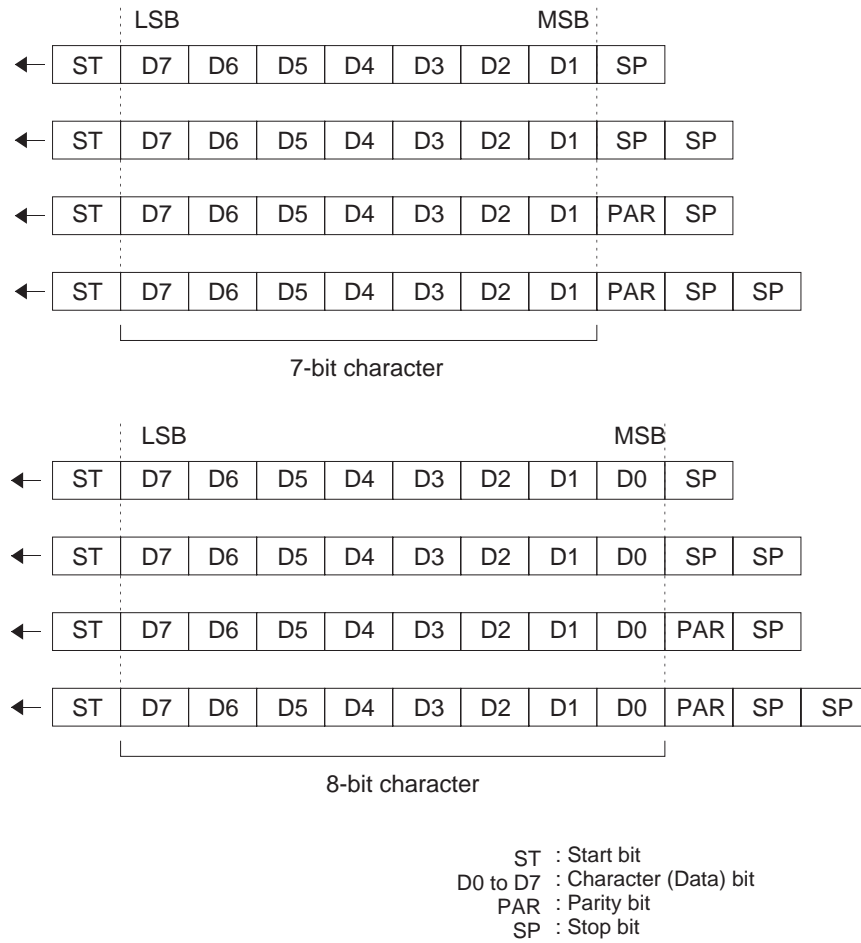 LSB MSB
ST D7 D6 D5 D4 D3 D2 D1 SP
ST D7 D6 D5 D4 D3 D2 D1 SP SP
ST D7 D6 D5 D4 D3 D2 D1 PAR SP
ST D7 D6 D5 D4 D3 D2 D1 PAR SP SP
7-bit character
LSB MSB
ST D7 D6 D5 D4 D3 D2 D1 D0 SP
ST D7 D6 D5 D4 D3 D2 D1 D0 SP SP
ST D7 D6 D5 D4 D3 D2 D1 D0 PAR SP
ST D7 D6 D5 D4 D3 D2 D1 D0 PAR SP SP
8-bit character
ST : Start bit
D0 to D7 : Character (Data) bit
PAR : Parity bit
SP : Stop bit